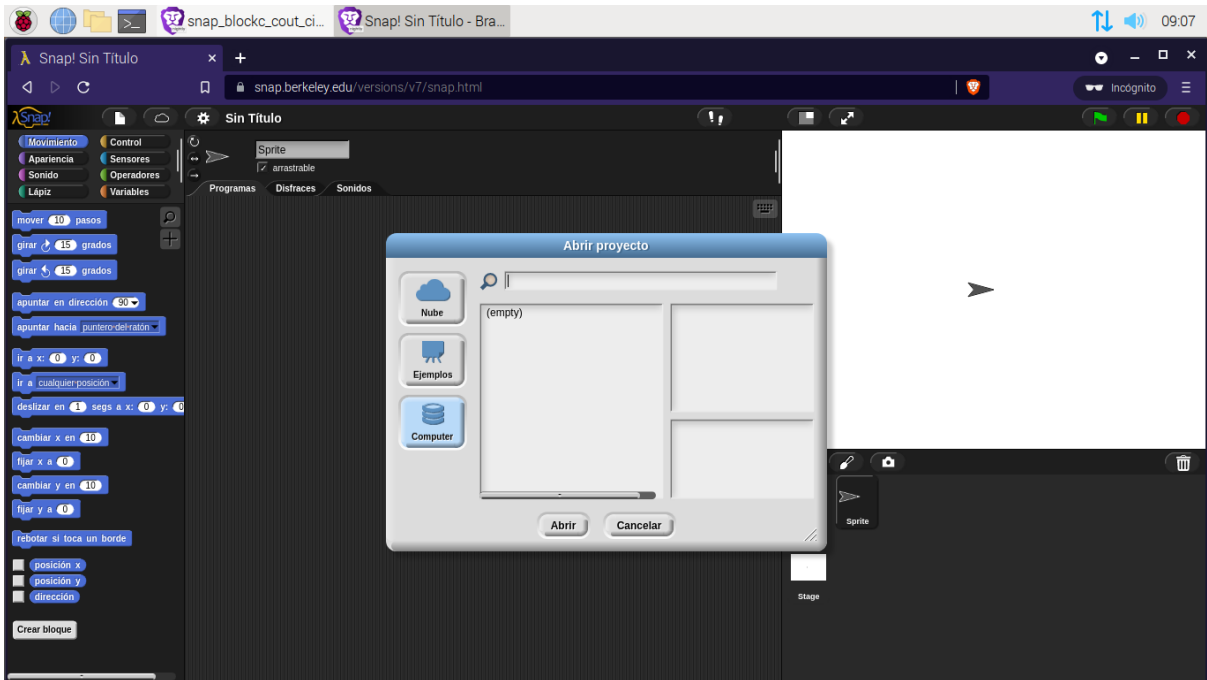 snap_blockc_cout_ci...
Snap! Sin Título - Bra...
09:07
λ Snap! Sin Título
snap.berkeley.edu/versions/v7/snap.html
Incógnito
λSnap!
Sin Título
Movimiento
Control
Apariencia
Sensores
Sonido
Operadores
Lápiz
Variables
Sprite
arrastrable
Programas
Disfraces
Sonidos
mover 10 pasos
girar 15 grados
girar 15 grados
apuntar en dirección 90
apuntar hacia puntero-del-ratón
ir a x: 0 y: 0
ir a cualquier-posición
deslizar en 1 segs a x: 0 y: 0
cambiar x en 10
fijar x a 0
cambiar y en 10
fijar y a 0
rebotar si toca un borde
posición x
posición y
dirección
Crear bloque
Abrir proyecto
Nube
Ejemplos
Computer
(empty)
Abrir
Cancelar
Sprite
Stage